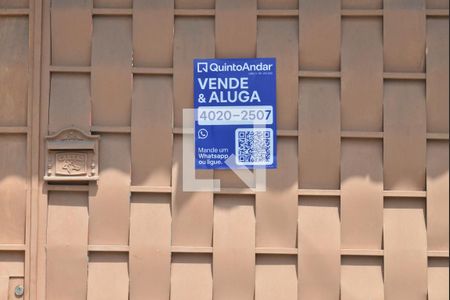 QuintoAndar
VENDE
& ALUGA
4020-2507
Mande um
Whatsapp
ou ligue.